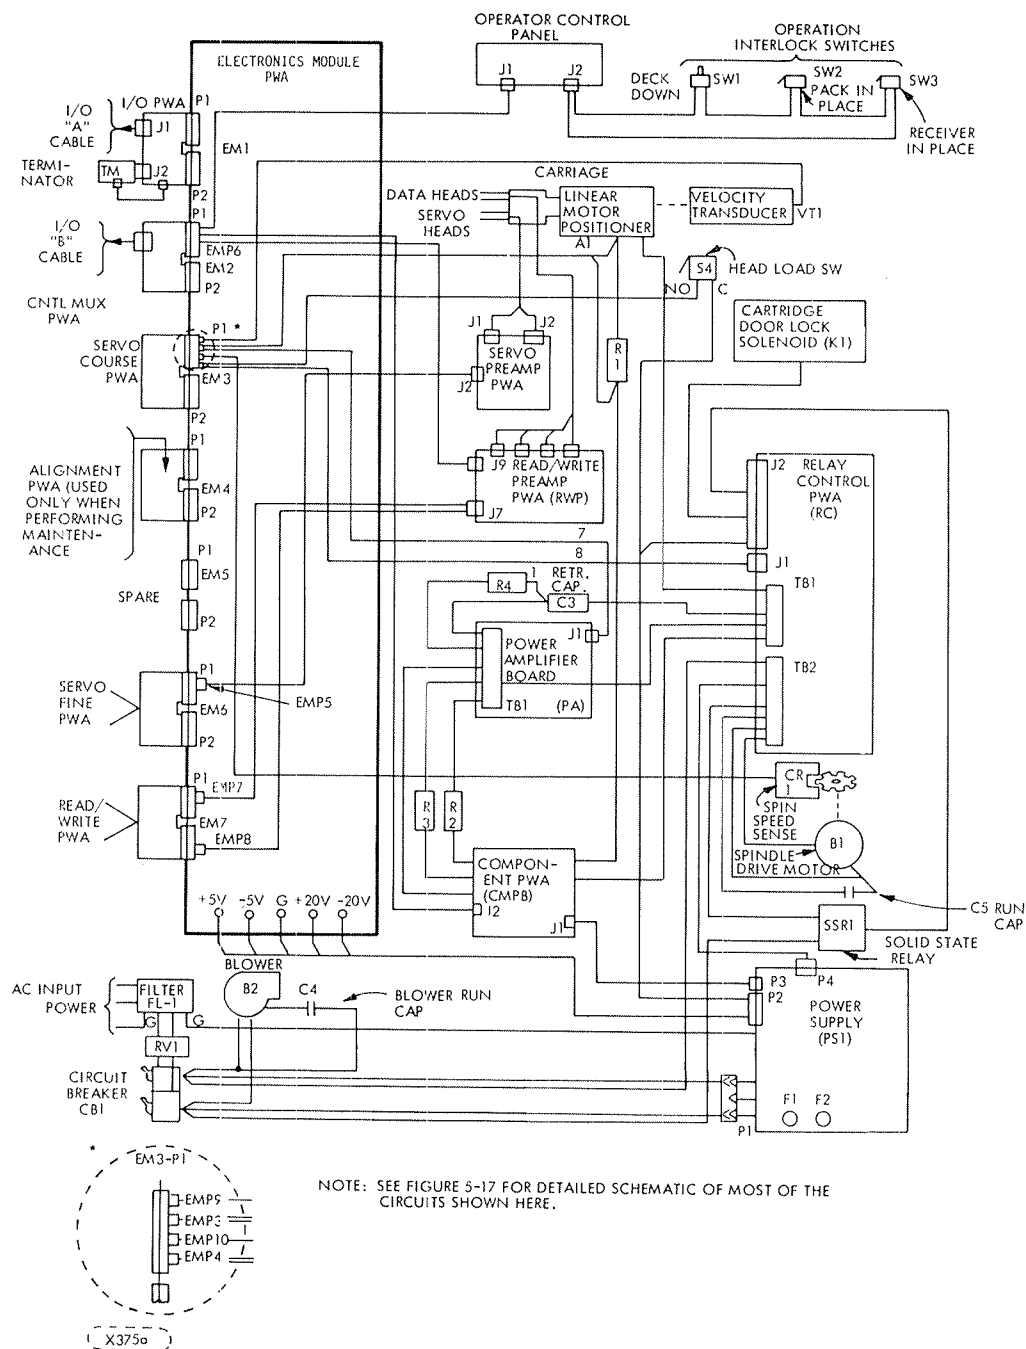 OPERATOR CONTROL
PANEL
J1
J2
OPERATION
INTERLOCK SWITCHES
DECK
DOWN
SW1
SW2
PACK IN
PLACE
SW3
RECEIVER
IN PLACE
ELECTRONICS MODULE
PWA
I/O PWA
P1
I/O
"A"
CABLE
J1
TERMI-
NATOR
TM
J2
EM1
P2
P1
I/O
"B"
CABLE
EMP6
EM2
P2
CNTL MUX
PWA
CARRIAGE
DATA HEADS
SERVO
HEADS
LINEAR
MOTOR
POSITIONER
A1
VELOCITY
TRANSDUCER
VT1
S4
HEAD LOAD SW
NO
C
CARTRIDGE
DOOR LOCK
SOLENOID (K1)
P1 *
SERVO
COURSE
PWA
EM3
P2
J1
J2
SERVO
PREAMP
PWA
J2
R
1
P1
ALIGNMENT
PWA (USED
ONLY WHEN
PERFORMING
MAINTEN-
ANCE
EM4
P2
J9 READ/WRITE
PREAMP
PWA (RWP)
J7
J2
RELAY
CONTROL
PWA
(RC)
7
8
J1
P1
EM5
SPARE
P2
R4
1
RETR.
CAP.
C3
TB1
J1
POWER
AMPLIFIER
BOARD
TB1
(PA)
TB2
P1
SERVO
FINE
PWA
EM6
EMP5
P2
P1
EMP7
READ/
WRITE
PWA
EM7
EMP8
R
3
R
2
CR
1
SPIN
SPEED
SENSE
B1
SPINDLE
DRIVE MOTOR
COMPON-
ENT PWA
(CMPB)
J2
J1
C5 RUN
CAP
SSR1
SOLID STATE
RELAY
+5V
-5V
G
+20V
-20V
BLOWER
B2
C4
BLOWER RUN
CAP
AC INPUT
POWER
FILTER
FL-1
G
G
RV1
CIRCUIT
BREAKER
CB1
P3
P4
P2
POWER
SUPPLY
(PS1)
F1
F2
P1
*
EM3-P1
EMP9
EMP3
EMP10
EMP4
NOTE: SEE FIGURE 5-17 FOR DETAILED SCHEMATIC OF MOST OF THE
CIRCUITS SHOWN HERE.
X375a